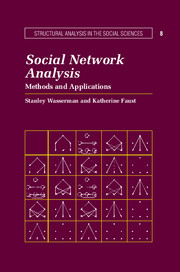 STRUCTURAL ANALYSIS IN THE SOCIAL SCIENCES 8
Social Network
Analysis
Methods and Applications
Stanley Wasserman and Katherine Faust